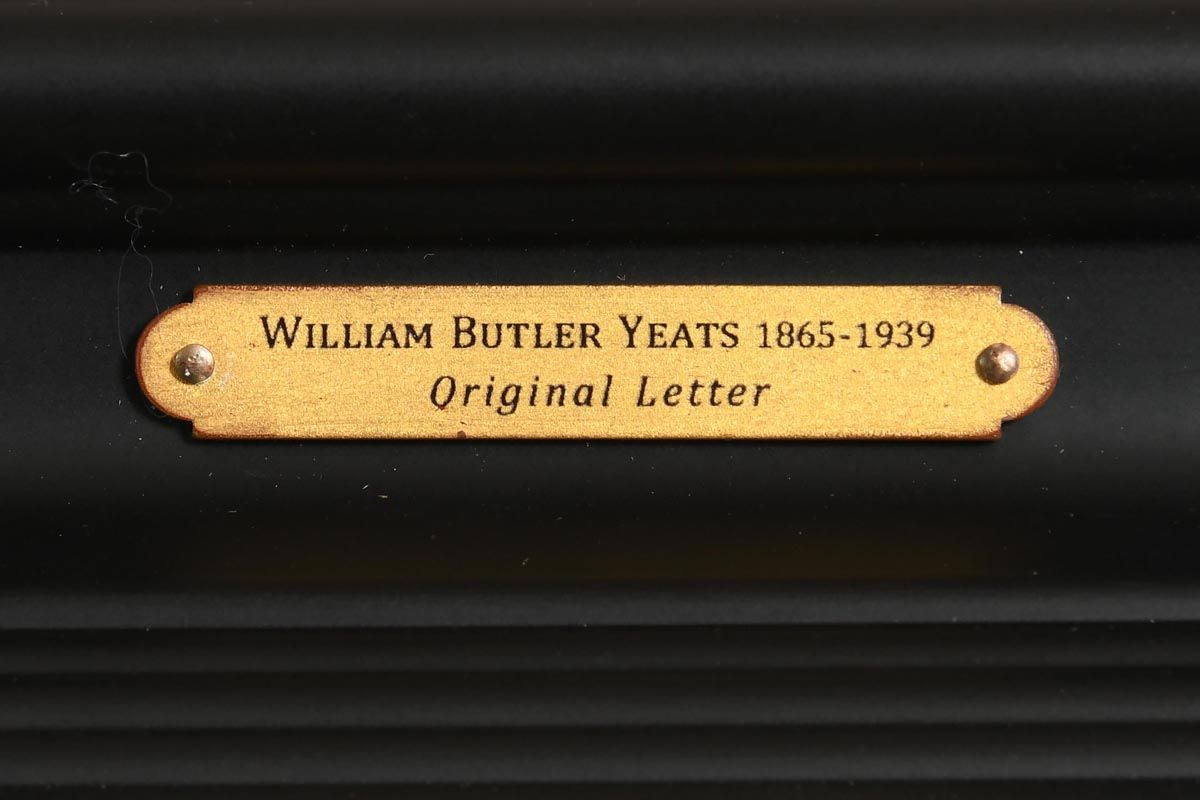 WILLIAM BUTLER YEATS 1865-1939
Original Letter